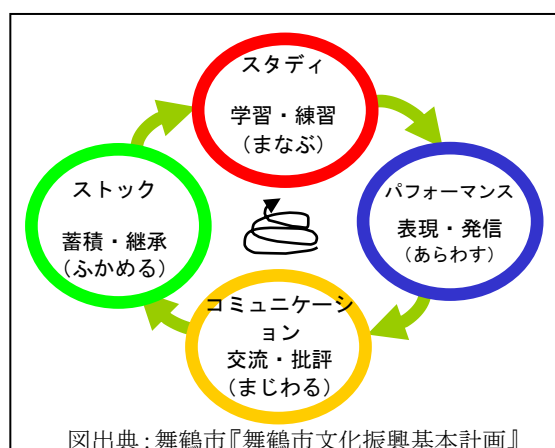 スタディ
学習・練習
(まなぶ)
パフォーマンス
表現・発信
(あらわす)
コミュニケーシ
ョン
交流・批評
(まじわる)
ストック
蓄積・継承
(ふかめる)
図出典：舞鶴市『舞鶴市文化振興基本計画』